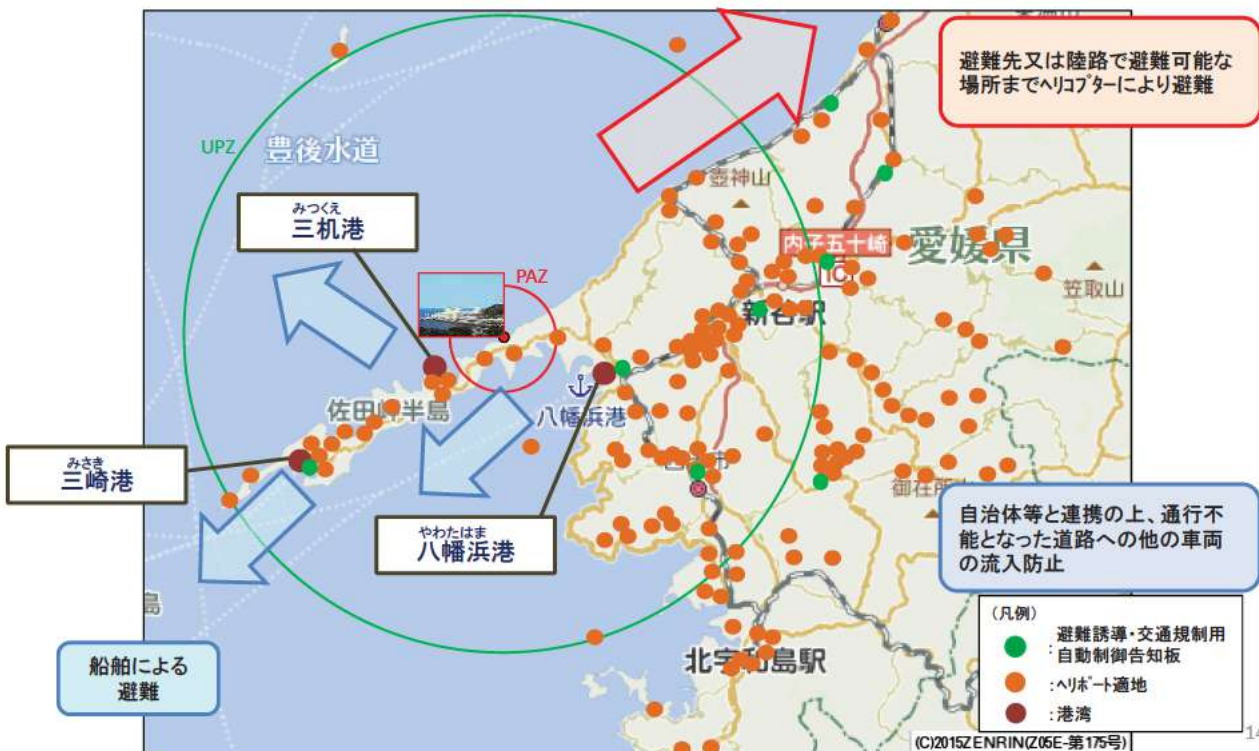 避難先又は陸路で避難可能な
場所までヘリコプターにより避難
UPZ
豊後水道
壺神山
みつくえ
三机港
内子五十崎
IC
愛媛県
PAZ
笠取山
新谷駅
八幡浜港
佐田岬半島
みさき
三崎港
御在所山
やわたはま
八幡浜港
自治体等と連携の上、通行不
能となった道路への他の車両
の流入防止
島
船舶による
避難
北宇和島駅
(凡例)
避難誘導・交通規制用
:自動制御告知板
:ヘリポート適地
:港湾
(C)2015ZENRIN(Z05E-第175号)